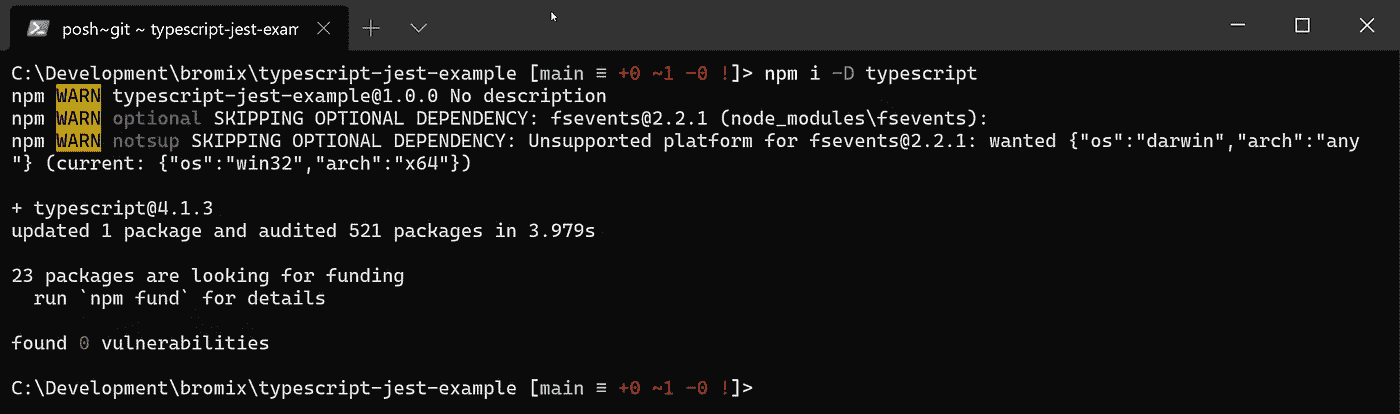 posh~git ~ typescript-jest-exam
C:\Development\bromix\typescript-jest-example [main ≡ +0 ~1 -0 !]> npm i -D typescript
npm WARN typescript-jest-example@1.0.0 No description
npm WARN optional SKIPPING OPTIONAL DEPENDENCY: fsevents@2.2.1 (node_modules\fsevents):
npm WARN notsup SKIPPING OPTIONAL DEPENDENCY: Unsupported platform for fsevents@2.2.1: wanted {"os":"darwin","arch":"any
"} (current: {"os":"win32","arch":"x64"})
+ typescript@4.1.3
updated 1 package and audited 521 packages in 3.979s
23 packages are looking for funding
  run `npm fund` for details
found 0 vulnerabilities
C:\Development\bromix\typescript-jest-example [main ≡ +0 ~1 -0 !]>